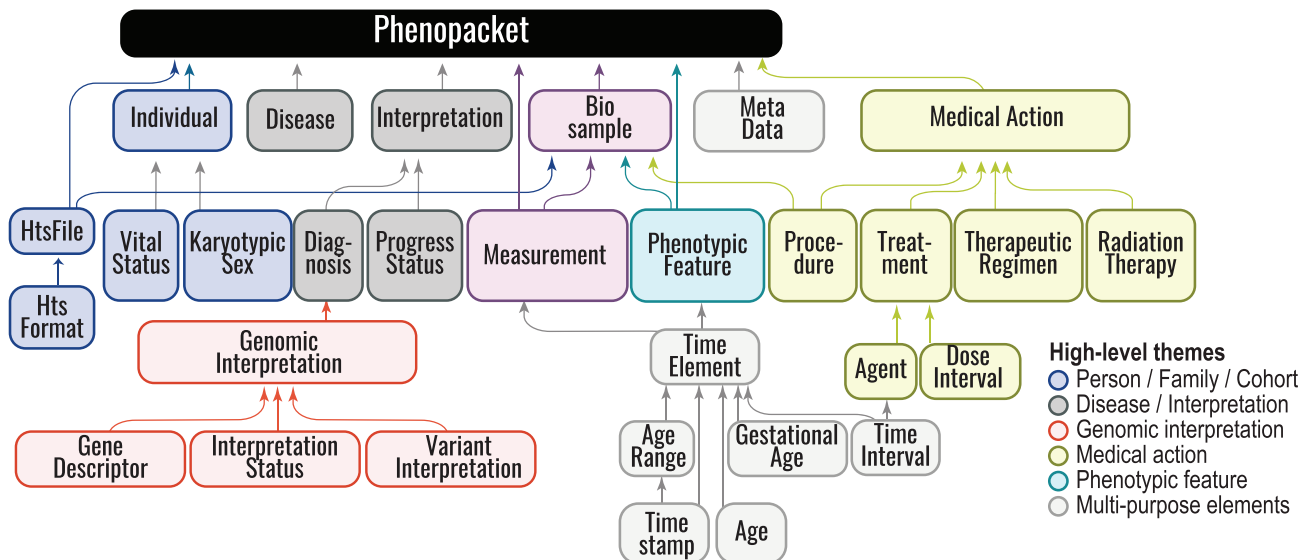 Phenopacket
Individual
Disease
Interpretation
Bio
sample
Meta
Data
Medical Action
HtsFile
Vital
Status
Karyotypic
Sex
Diag-
nosis
Progress
Status
Measurement
Phenotypic
Feature
Proce-
dure
Treat-
ment
Therapeutic
Regimen
Radiation
Therapy
Hts
Format
Genomic
Interpretation
Time
Element
Agent
Dose
Interval
Gene
Descriptor
Interpretation
Status
Variant
Interpretation
Age
Range
Gestational
Age
Time
Interval
Time
stamp
Age
High-level themes
Person / Family / Cohort
Disease / Interpretation
Genomic interpretation
Medical action
Phenotypic feature
Multi-purpose elements